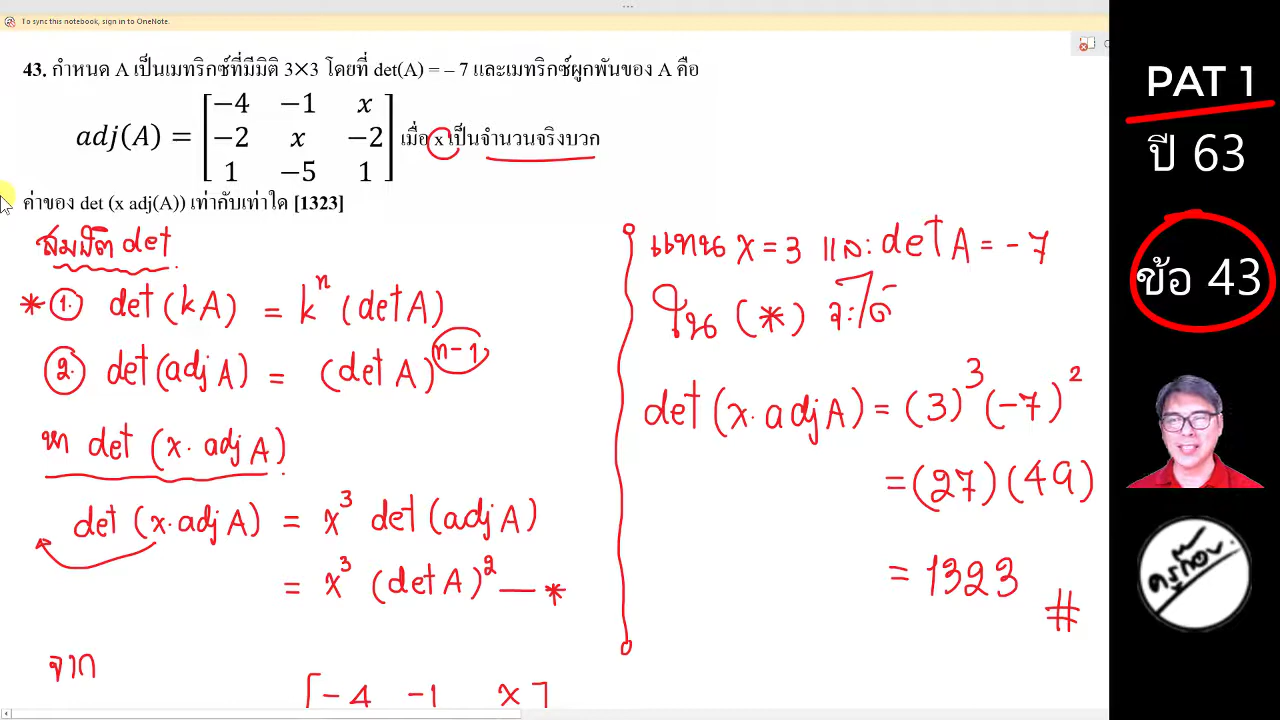 To sync this notebook, sign in to OneNote.
43. กำหนด A เป็นเมทริกซ์ที่มีมิติ 3×3 โดยที่ det(A) = – 7 และเมทริกซ์ผูกพันของ A คือ
adj(A) = [−4 −1 x
−2 x −2
1 −5 1] เมื่อ x เป็นจำนวนจริงบวก
ค่าของ det (x adj(A)) เท่ากับเท่าใด [1323]
สมบัติ det
* 1. det (kA) = k^n (det A)
2. det (adj A) = (det A)^(n-1)
หา det (x. adj A)
det (x. adj A) = x^3 det (adj A)
= x^3 (det A)^2 — *
จาก
[-4 -1 x]
แทน x = 3 และ det A = -7
ใน (*) จะได้
det (x. adj A) = (3)^3 (-7)^2
= (27) (49)
= 1323 #
PAT 1
ปี 63
ข้อ 43
ครูก๊อบ